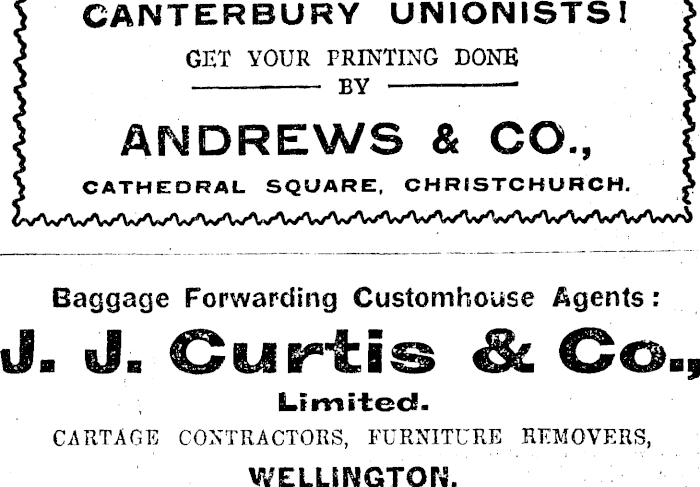 CANTERBURY UNIONISTS!
GET YOUR PRINTING DONE
BY
ANDREWS & CO.,
CATHEDRAL SQUARE, CHRISTCHURCH.
Baggage Forwarding Customhouse Agents:
J. J. Curtis & Co.,
Limited.
CARTAGE CONTRACTORS, FURNITURE REMOVERS,
WELLINGTON.